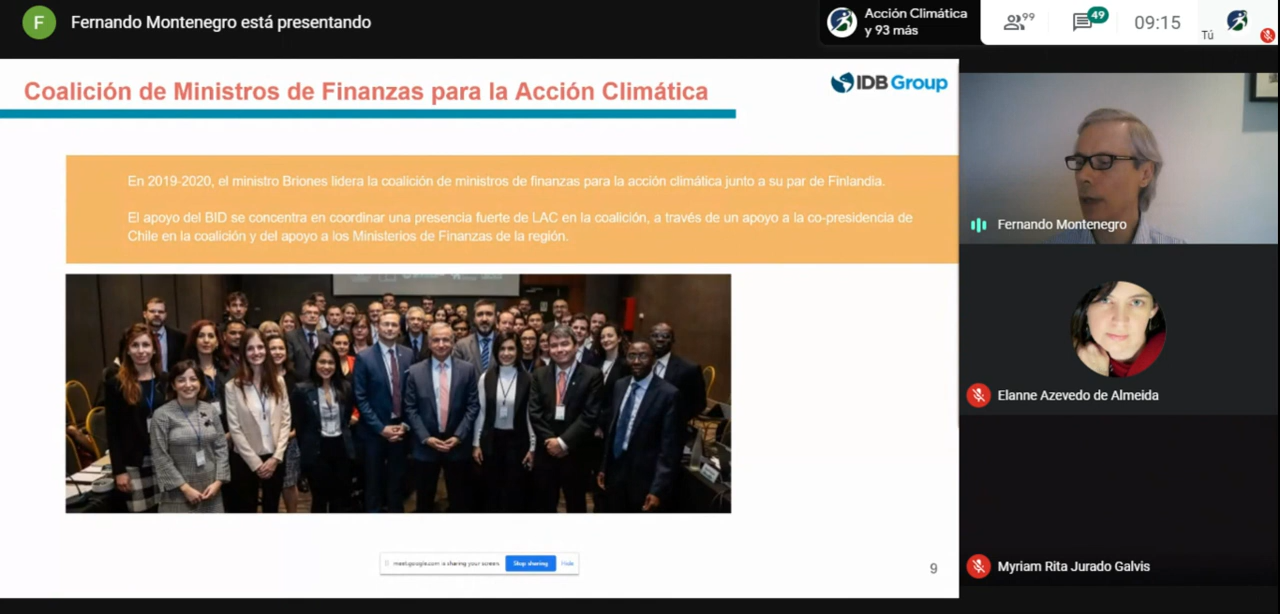 F
Fernando Montenegro está presentando
Acción Climática
y 93 más
99
49
09:15
Tú
Coalición de Ministros de Finanzas para la Acción Climática
IDB Group
En 2019-2020, el ministro Briones lidera la coalición de ministros de finanzas para la acción climática junto a su par de Finlandia.
El apoyo del BID se concentra en coordinar una presencia fuerte de LAC en la coalición, a través de un apoyo a la co-presidencia de
Chile en la coalición y del apoyo a los Ministerios de Finanzas de la región.
Fernando Montenegro
Elanne Azevedo de Almeida
Myriam Rita Jurado Galvis
meet.google.com is sharing your screen.
Stop sharing
Hide
9